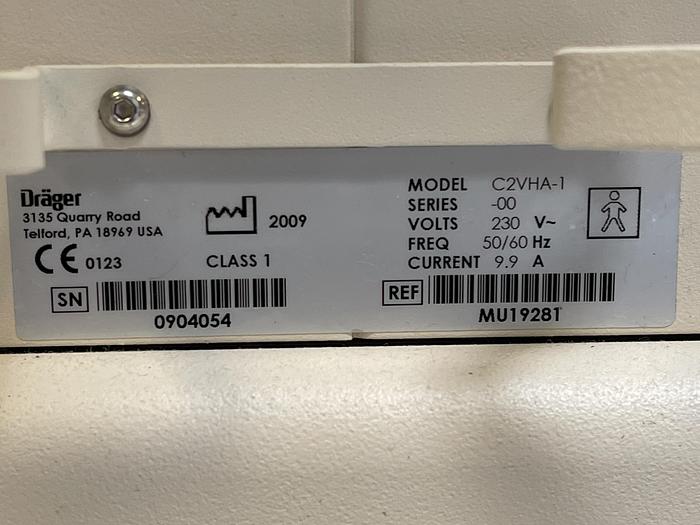 Dräger
3135 Quarry Road
Telford, PA 18969 USA
CE 0123
2009
CLASS 1
SN
0904054
MODEL C2VHA-1
SERIES -00
VOLTS 230 V~
FREQ 50/60 Hz
CURRENT 9.9 A
REF
MU19281